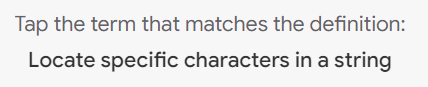 Tap the term that matches the definition:
Locate specific characters in a string